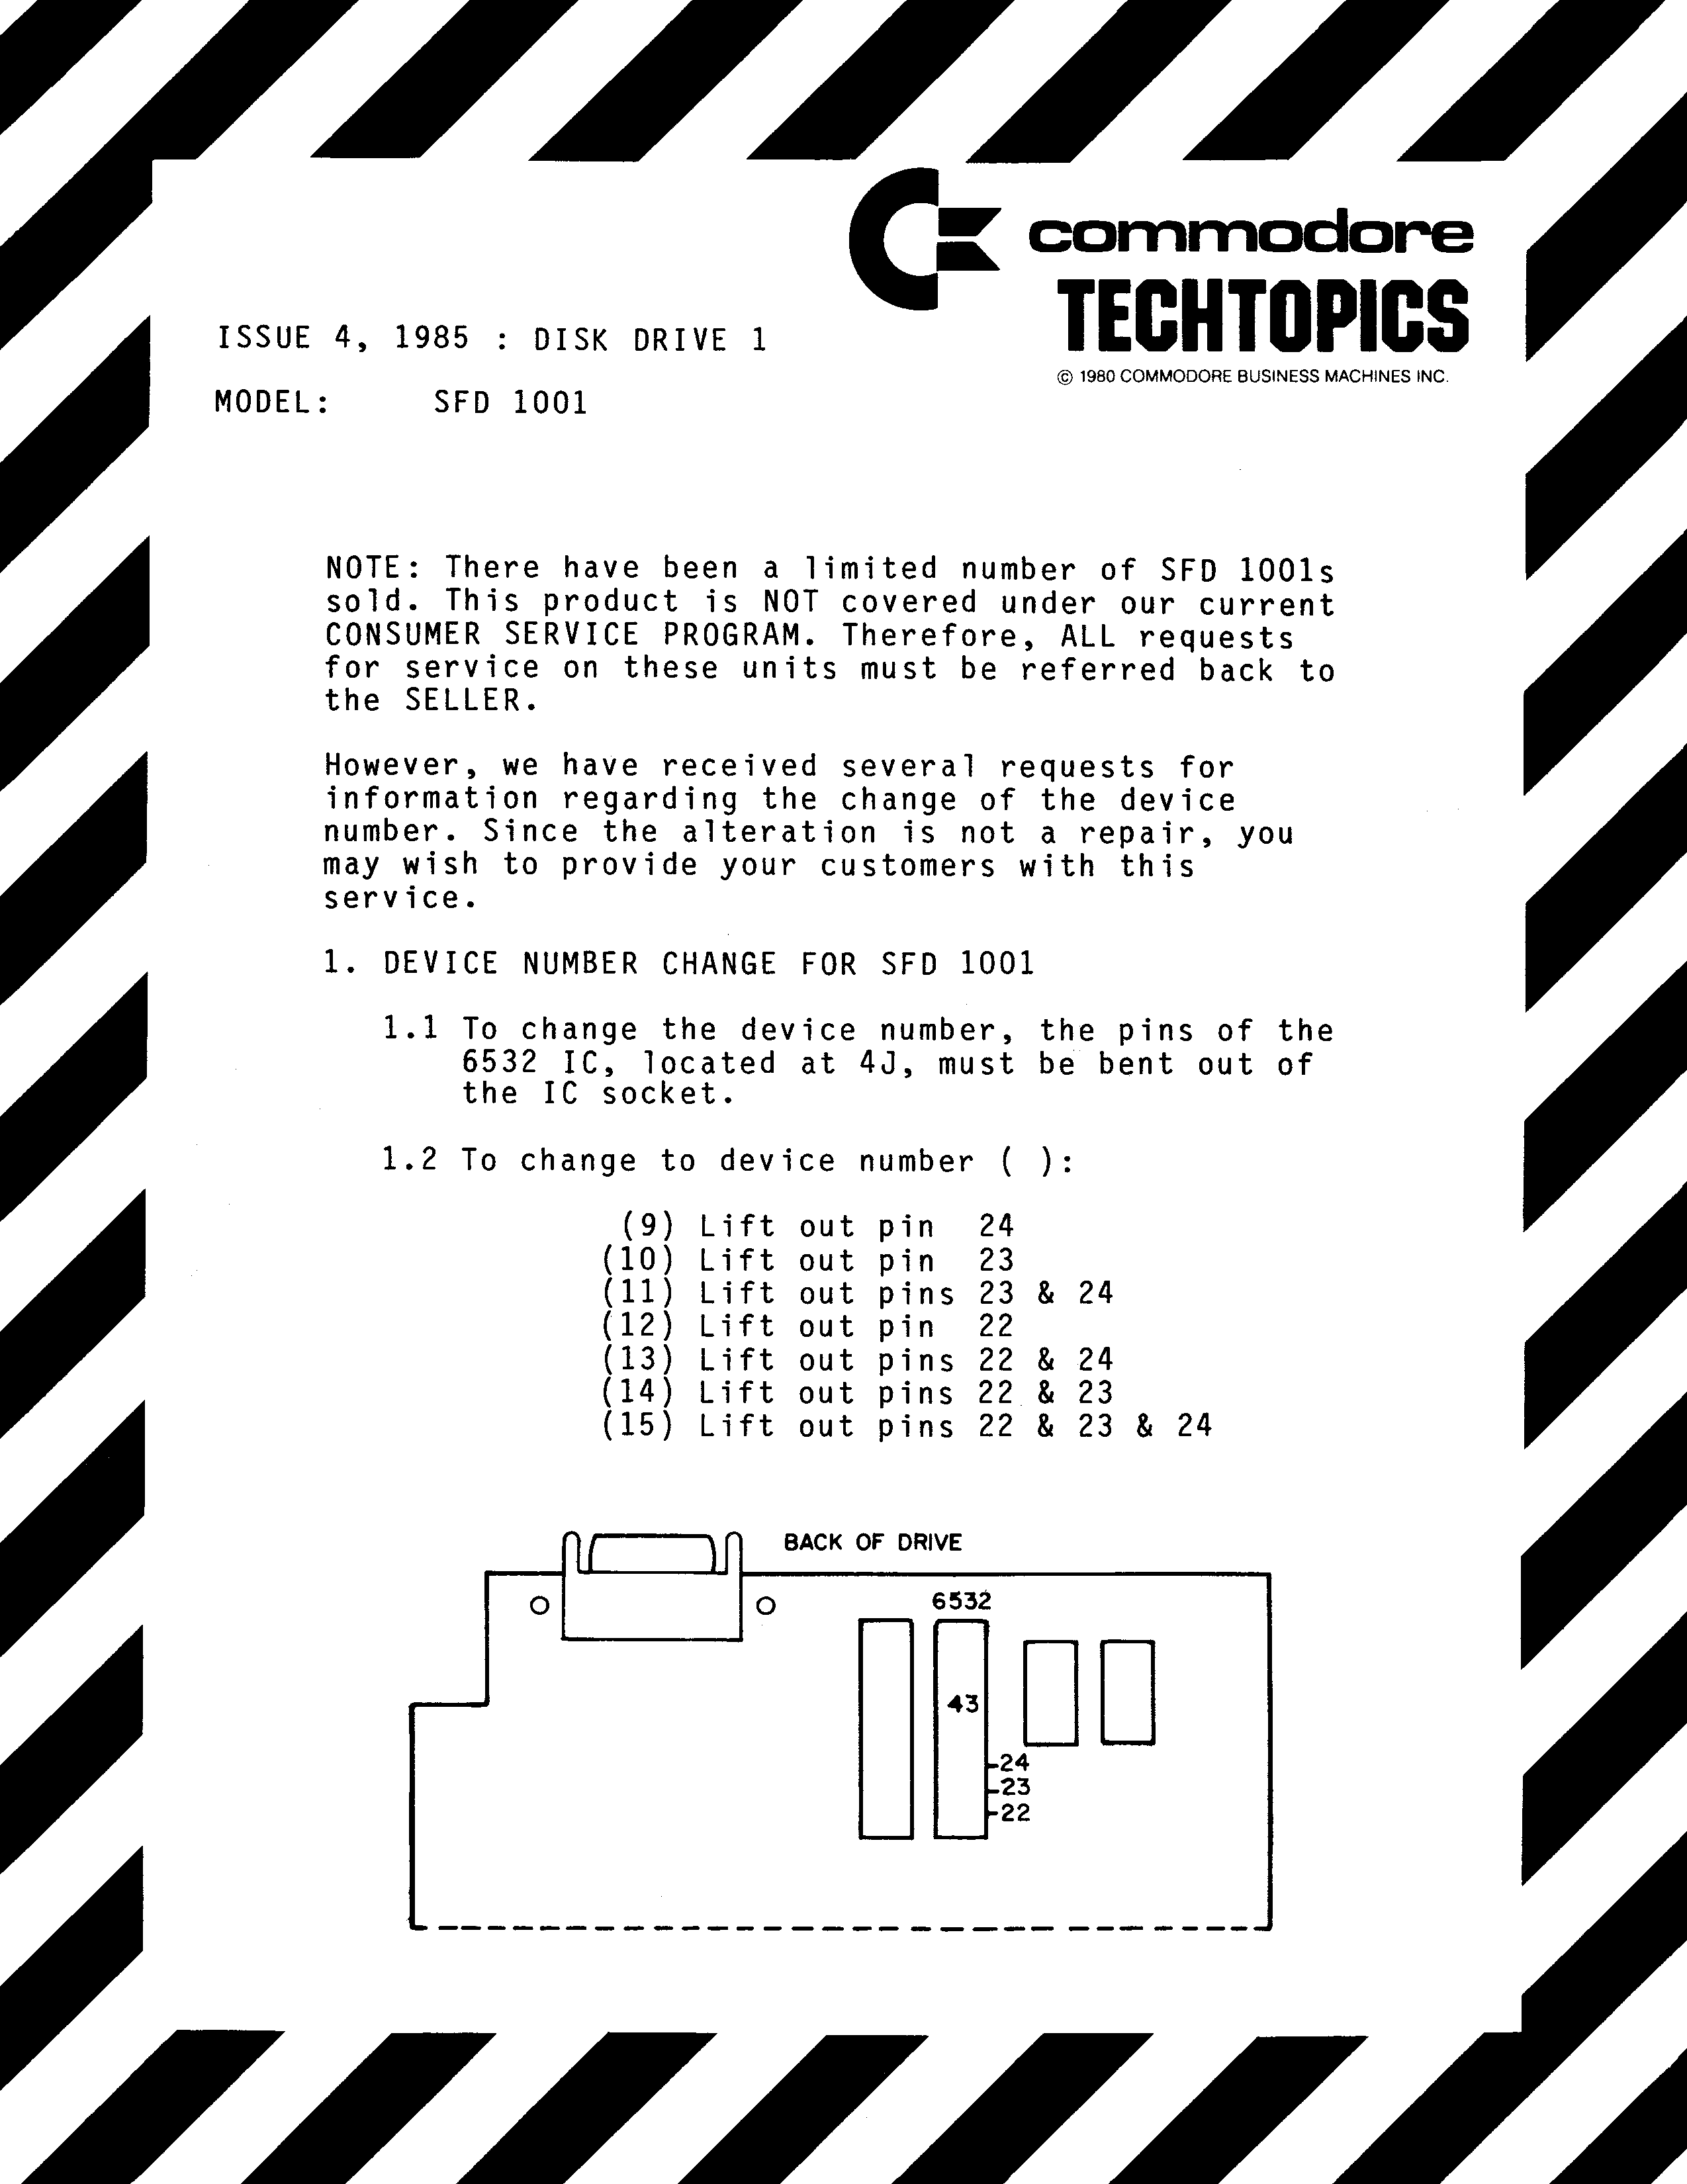 commodore
TECHTOPICS
© 1980 COMMODORE BUSINESS MACHINES INC.
ISSUE 4, 1985 : DISK DRIVE 1
MODEL: SFD 1001
NOTE: There have been a limited number of SFD 1001s
sold. This product is NOT covered under our current
CONSUMER SERVICE PROGRAM. Therefore, ALL requests
for service on these units must be referred back to
the SELLER.
However, we have received several requests for
information regarding the change of the device
number. Since the alteration is not a repair, you
may wish to provide your customers with this
service.
1. DEVICE NUMBER CHANGE FOR SFD 1001
1.1 To change the device number, the pins of the
6532 IC, located at 4J, must be bent out of
the IC socket.
1.2 To change to device number ( ):
(9) Lift out pin 24
(10) Lift out pin 23
(11) Lift out pins 23 & 24
(12) Lift out pin 22
(13) Lift out pins 22 & 24
(14) Lift out pins 22 & 23
(15) Lift out pins 22 & 23 & 24
BACK OF DRIVE
6532
43
24
23
22